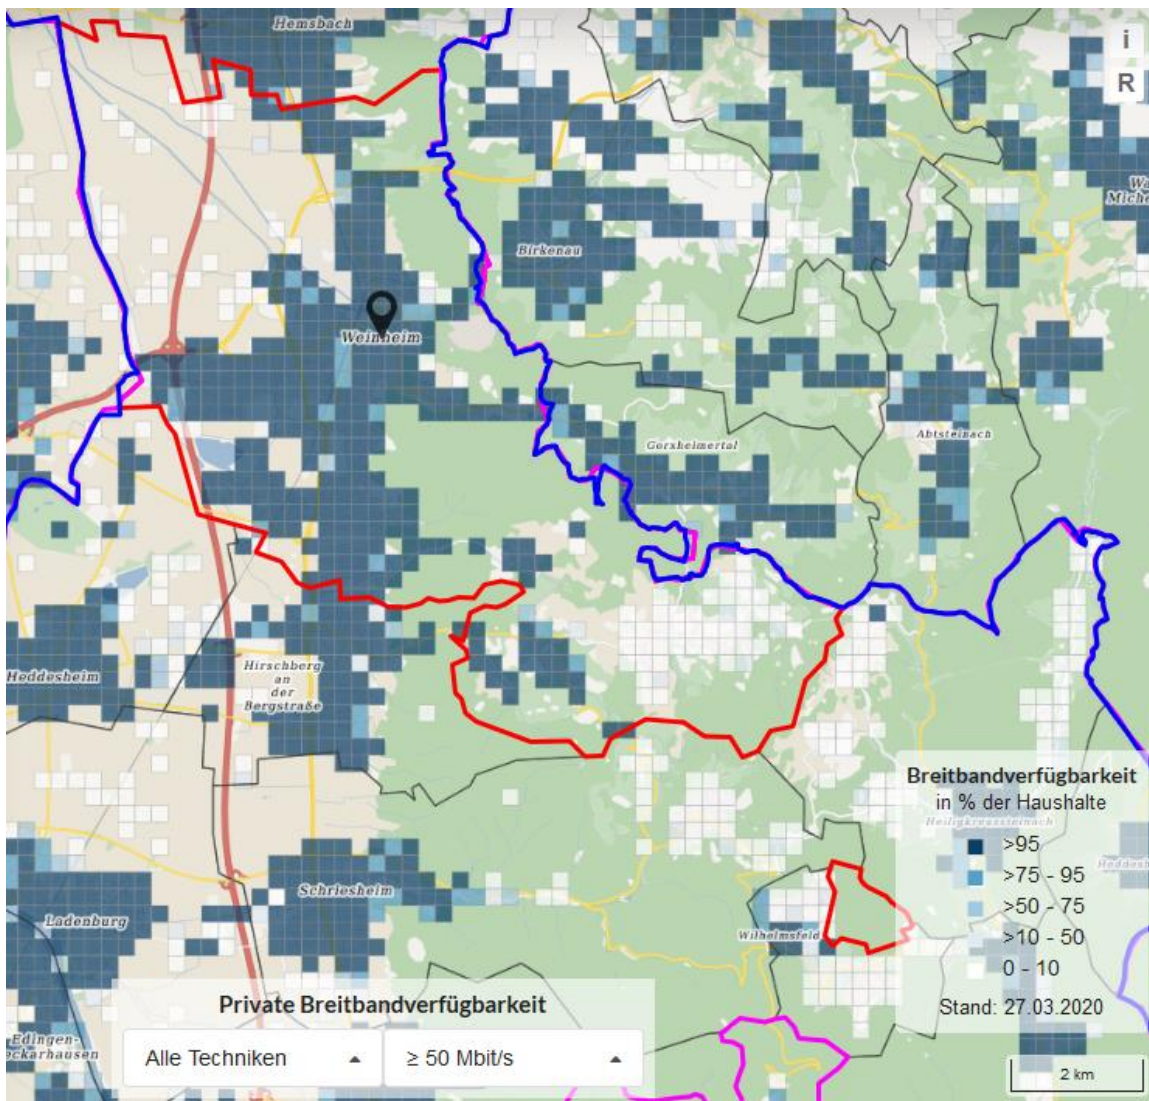 Hemsbach
i
R
Birkenau
Weinheim
Gorxheimertal
Abtsteinach
Heddesheim
Hirschberg
an
der
Bergstraße
Breitbandverfügbarkeit
in % der Haushalte
Heiligkreuzsteinach
>95
>75 - 95
>50 - 75
>10 - 50
0 - 10
Stand: 27.03.2020
Schriesheim
Ladenburg
Wilhelmsfeld
Private Breitbandverfügbarkeit
Alle Techniken
≥ 50 Mbit/s
Edingen-
2 km